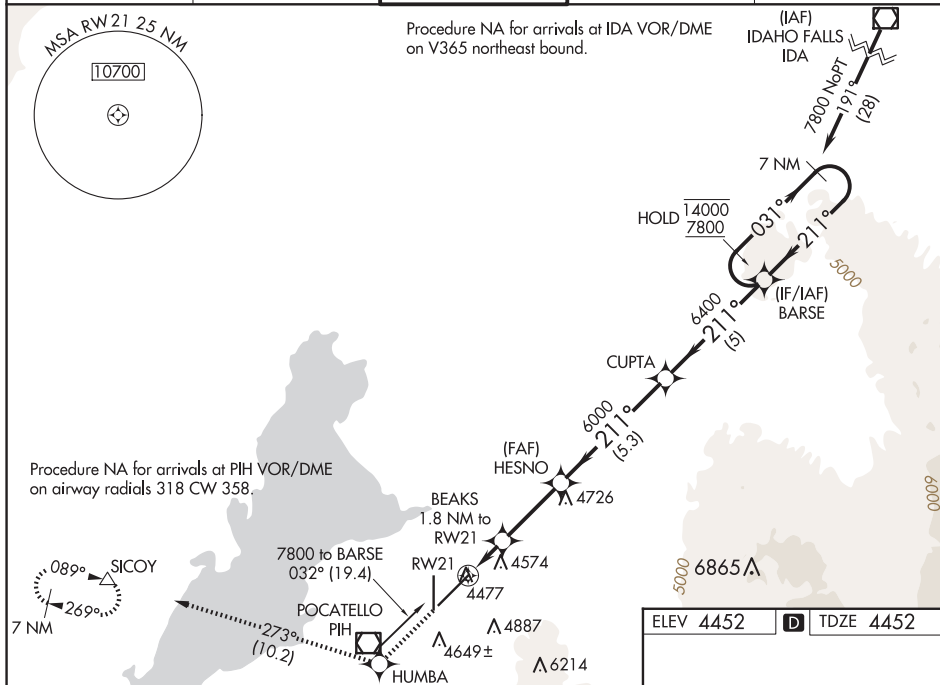 MSA RW 21 25 NM
10700
Procedure NA for arrivals at IDA VOR/DME
on V365 northeast bound.
(IAF)
IDAHO FALLS
IDA
7800 NoPT
191°
(28)
7 NM
HOLD
14000
7800
031°
211°
5000
(IF/IAF)
BARSE
6400
211°
(5)
CUPTA
6000
211°
(5.3)
(FAF)
HESNO
4726
Procedure NA for arrivals at PIH VOR/DME
on airway radials 318 CW 358.
BEAKS
1.8 NM to
RW21
4574
RW21
4477
7800 to BARSE
032° (19.4)
089°
SICOY
269°
7 NM
POCATELLO
PIH
273°
(10.2)
HUMBA
4649±
4887
6214
5000
6865
6000
ELEV 4452
D
TDZE 4452